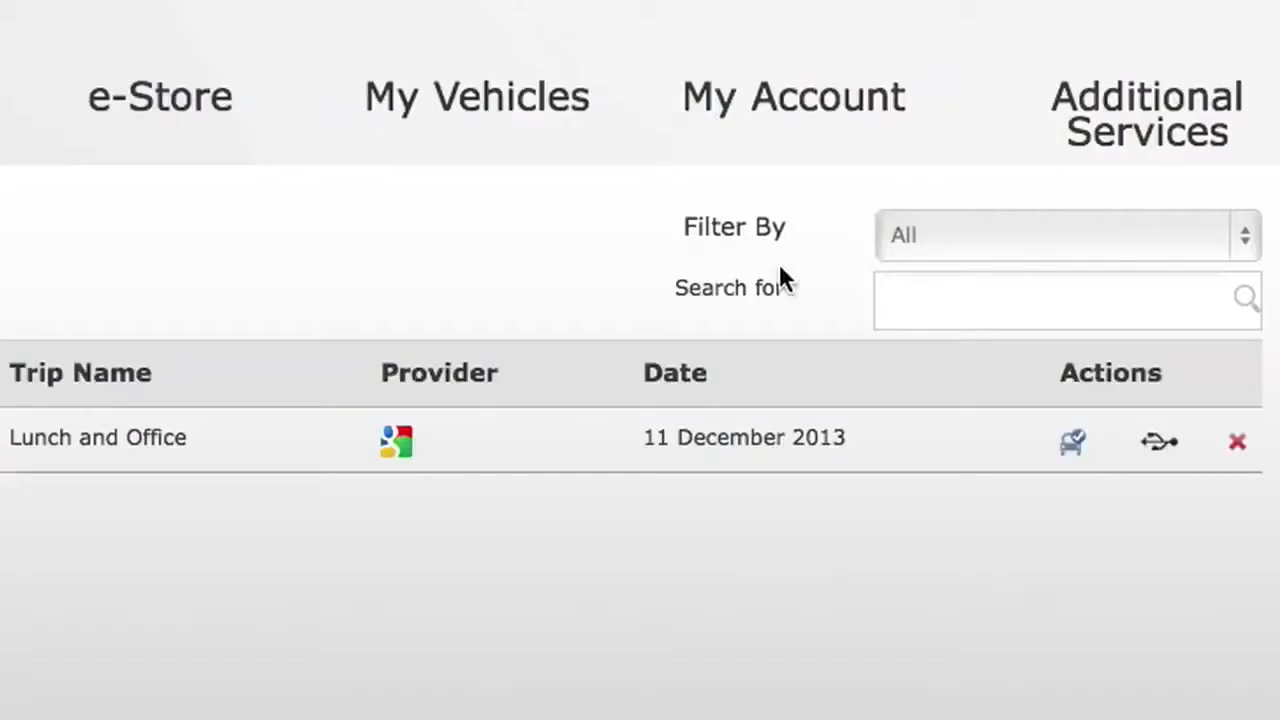 e-Store
My Vehicles
My Account
Additional
Services
Filter By
All
Search for
Trip Name
Provider
Date
Actions
Lunch and Office
11 December 2013